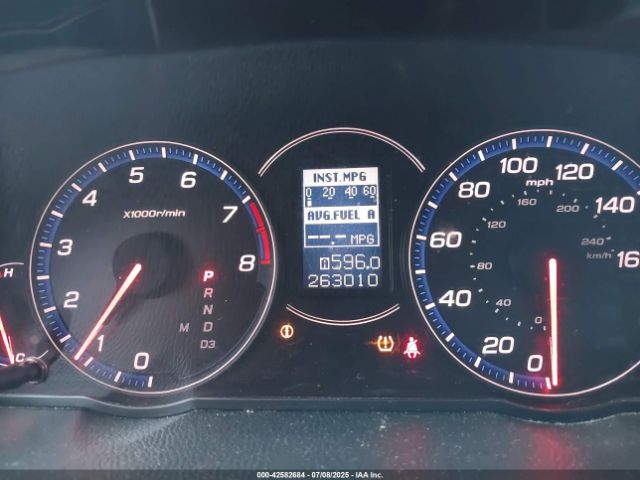 INST.MPG
0 20 40 60
AVG.FUEL A
---.- MPG
A 596.0
263010
0 1 2 3 4 5 6 7 8
X1000r/min
P
R
N
M D
D3
H
C
0 20 40 60 80 100 120 140 16
mph
0 40 80 160 200 240
km/h
000-42582684 / 07/08/2025 / IAA Inc.